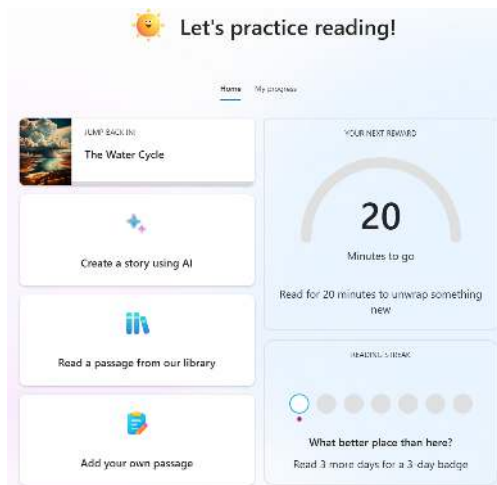 Let's practice reading!
Home My progress
JUMP BACK IN!
The Water Cycle
Create a story using AI
Read a passage from our library
Add your own passage
YOUR NEXT REWARD
20
Minutes to go
Read for 20 minutes to unwrap something
new
READING STREAK
What better place than here?
Read 3 more days for a 3-day badge